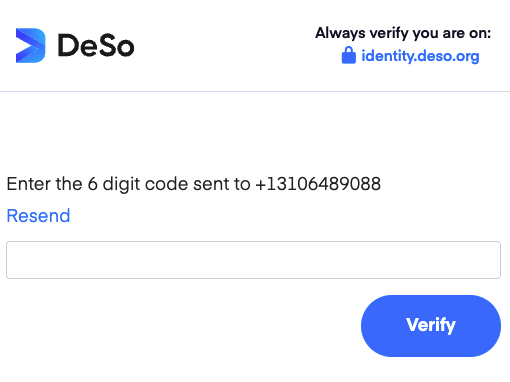 DeSo
Always verify you are on:
identity.deso.org
Enter the 6 digit code sent to +13106489088
Resend
Verify